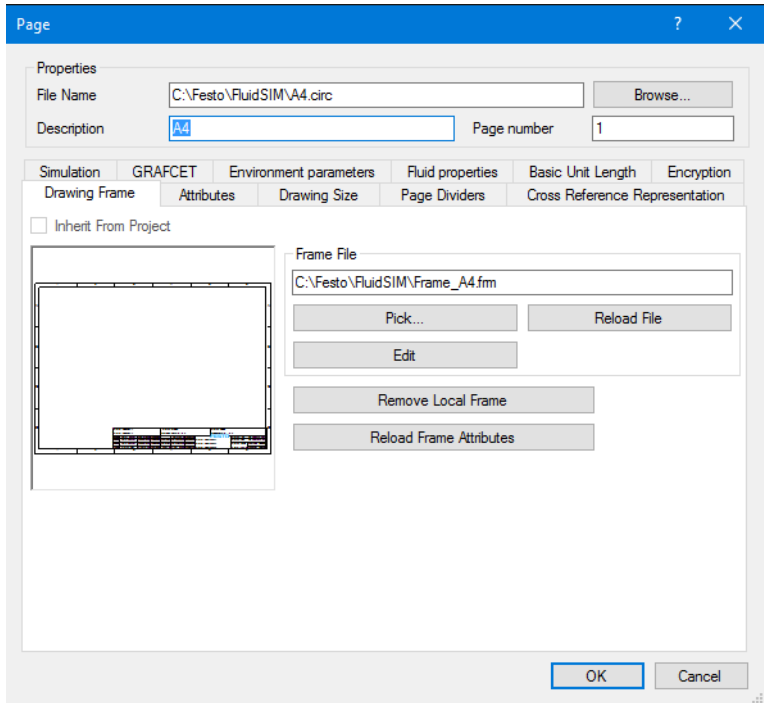 Page ?
Properties
File Name C:\Festo\FluidSIM\A4.circ Browse...
Description A4 Page number 1
Simulation GRAFCET Environment parameters Fluid properties Basic Unit Length Encryption
Drawing Frame Attributes Drawing Size Page Dividers Cross Reference Representation
Inherit From Project
Frame File
C:\Festo\FluidSIM\Frame_A4.frm
Pick... Reload File
Edit
Remove Local Frame
Reload Frame Attributes
OK Cancel